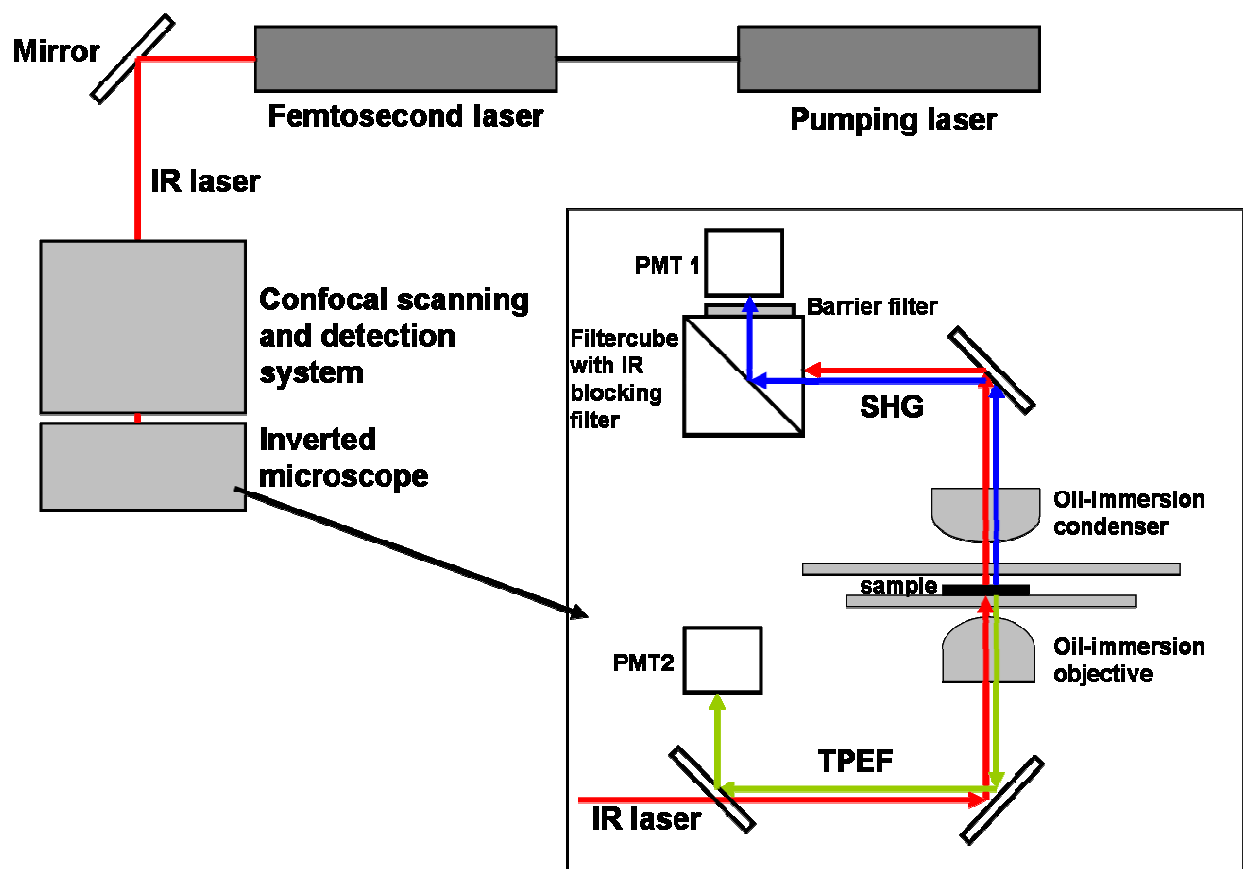 Mirror
Femtosecond laser
Pumping laser
IR laser
Confocal scanning
and detection
system
Inverted
microscope
PMT 1
Barrier filter
Filtercube
with IR
blocking
filter
SHG
Oil-immersion
condenser
sample
PMT2
Oil-immersion
objective
TPEF
IR laser